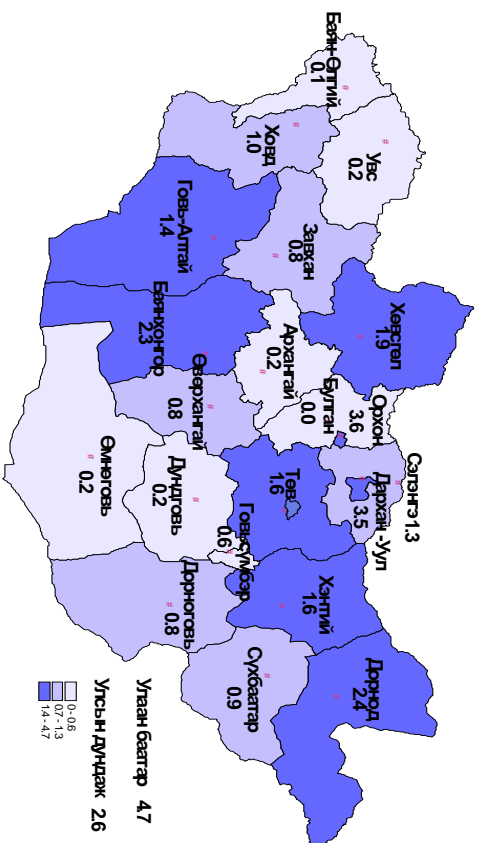 Баян-Өлгий
0.1
Увс
0.2
Ховд
1.0
Говь-Алтай
1.4
Завхан
0.8
Хөвсгөл
1.9
Баянхонгор
2.3
Архангай
0.2
Өвөрхангай
0.8
Булган
0.0
Орхон
3.6
Сэлэнгэ 1.3
Дархан -Уул
3.5
Төв
1.6
Өмнөговь
0.2
Дундговь
0.2
Говьсүмбэр
0.6
Дорноговь
0.8
Хэнтий
1.6
Сүхбаатар
0.9
Дорнод
2.4
Улаан баатар 4.7
Улсын дундаж 2.6
0 - 0.6
0.7 - 1.3
1.4 - 4.7